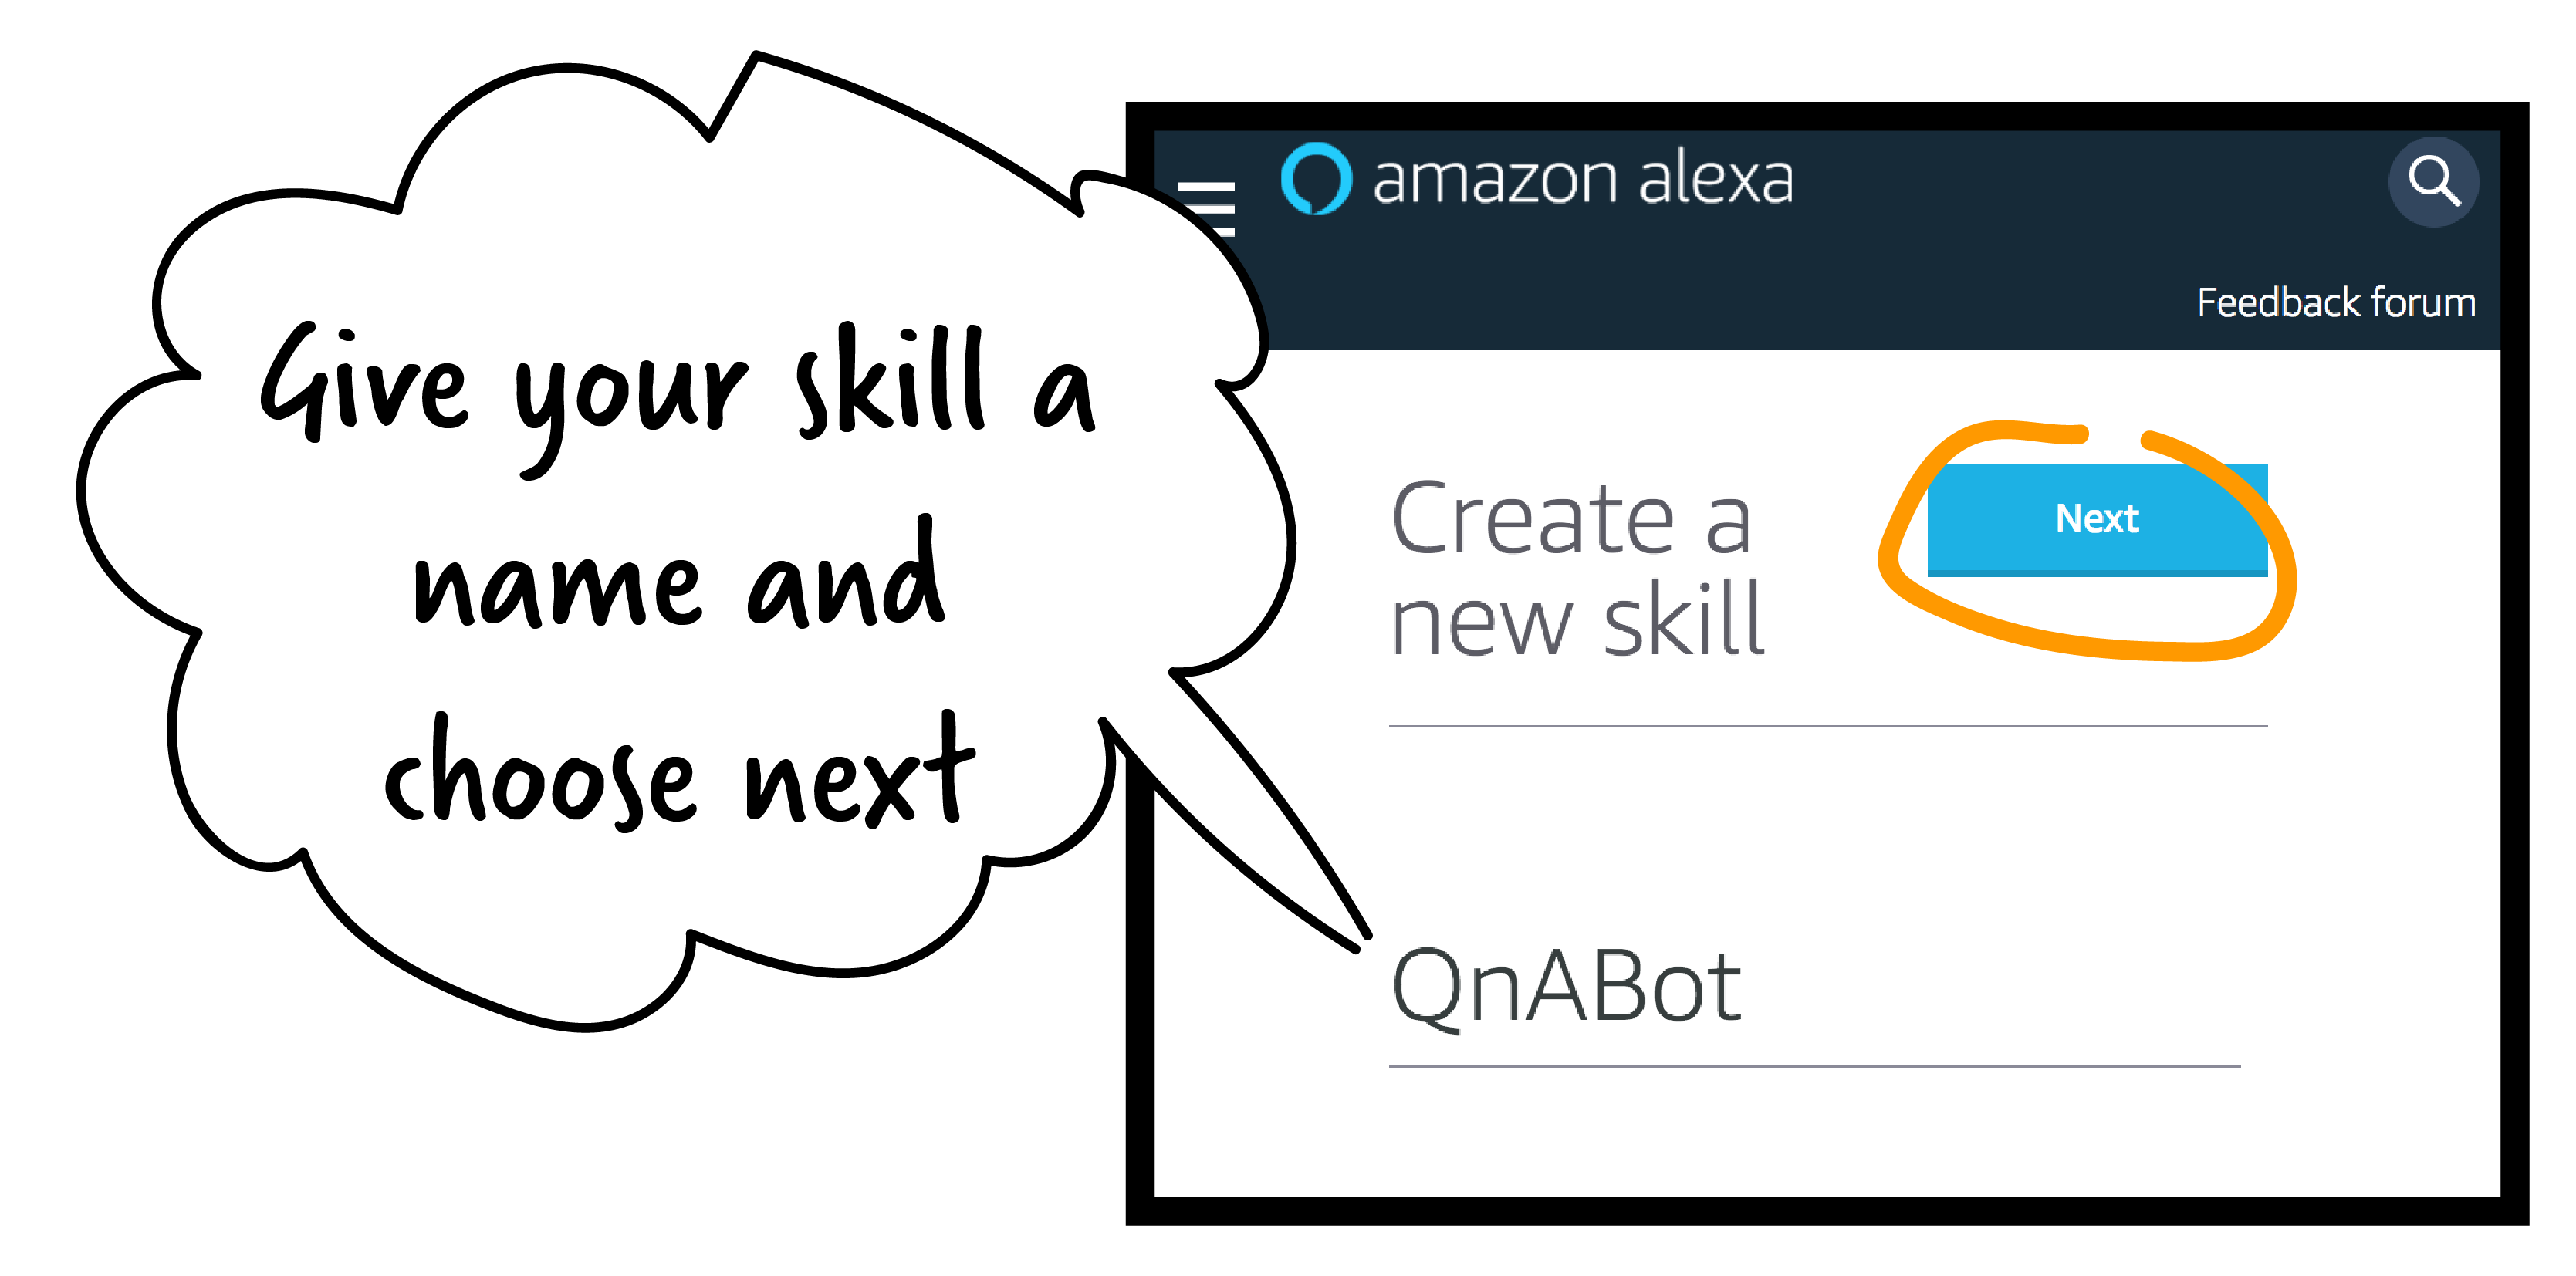 Give your skill a
name and
choose next
amazon alexa
Feedback forum
Create a
new skill
Next
QnABot